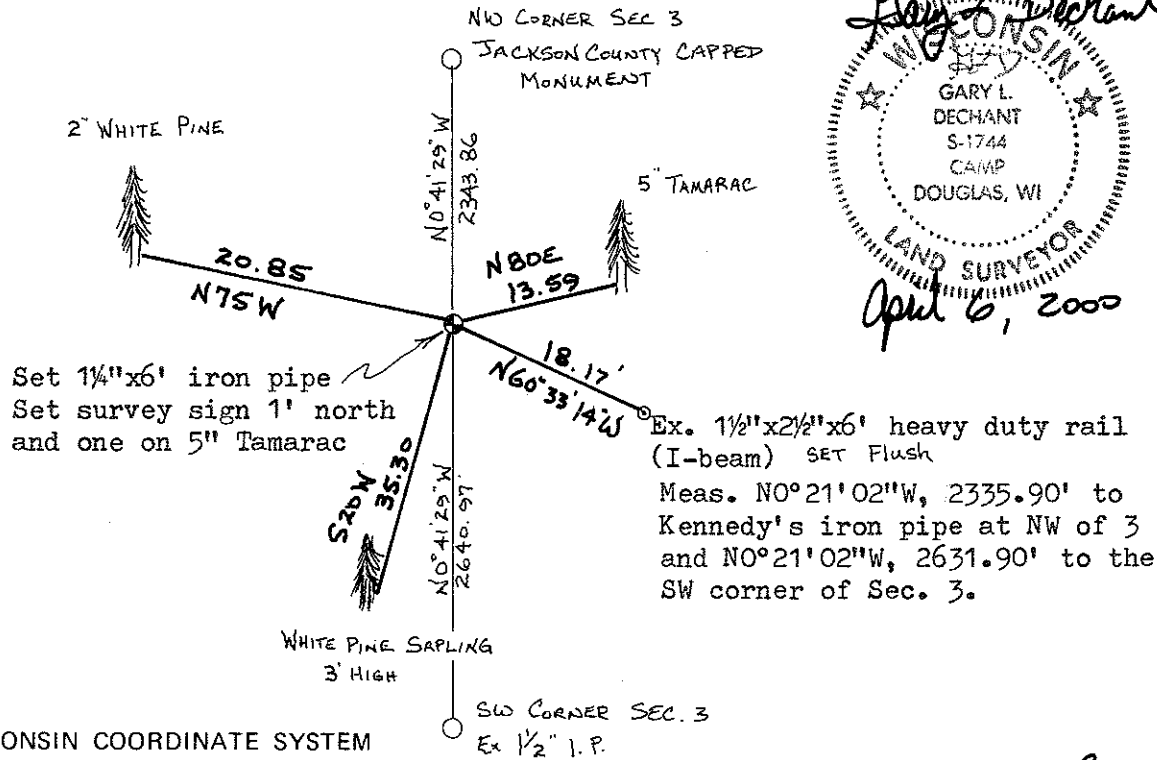 NW CORNER SEC 3
JACKSON COUNTY CAPPED
MONUMENT
Gary L Dechant
WISCONSIN
GARY L.
DECHANT
S-1744
CAMP
DOUGLAS, WI
LAND SURVEYOR
April 6, 2000
2" WHITE PINE
N0°41'29"W
2343.86
5" TAMARAC
20.85
N75W
N80E
13.59
18.17'
N60°33'14"W
Set 1¼"x6' iron pipe
Set survey sign 1' north
and one on 5" Tamarac
Ex. 1½"x2½"x6' heavy duty rail
(I-beam) SET Flush
Meas. N0°21'02"W, 2335.90' to
Kennedy's iron pipe at NW of 3
and N0°21'02"W, 2631.90' to the
SW corner of Sec. 3.
S20W
35.30
N0°41'29"W
2640.97'
WHITE PINE SAPLING
3' HIGH
SW CORNER SEC. 3
Ex 1½" I.P.
ONSIN COORDINATE SYSTEM